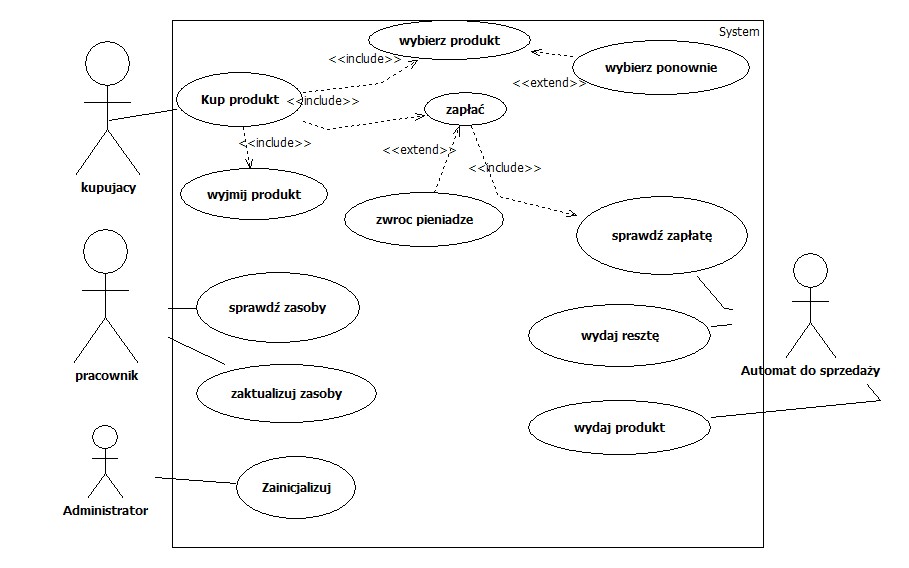 System
wybierz produkt
<<include>>
wybierz ponownie
<<extend>>
Kup produkt
<<include>>
zapłać
<<include>>
<<extend>>
<<include>>
kupujacy
wyjmij produkt
zwroc pieniadze
sprawdź zapłatę
sprawdź zasoby
wydaj resztę
pracownik
Automat do sprzedaży
zaktualizuj zasoby
wydaj produkt
Zainicjalizuj
Administrator